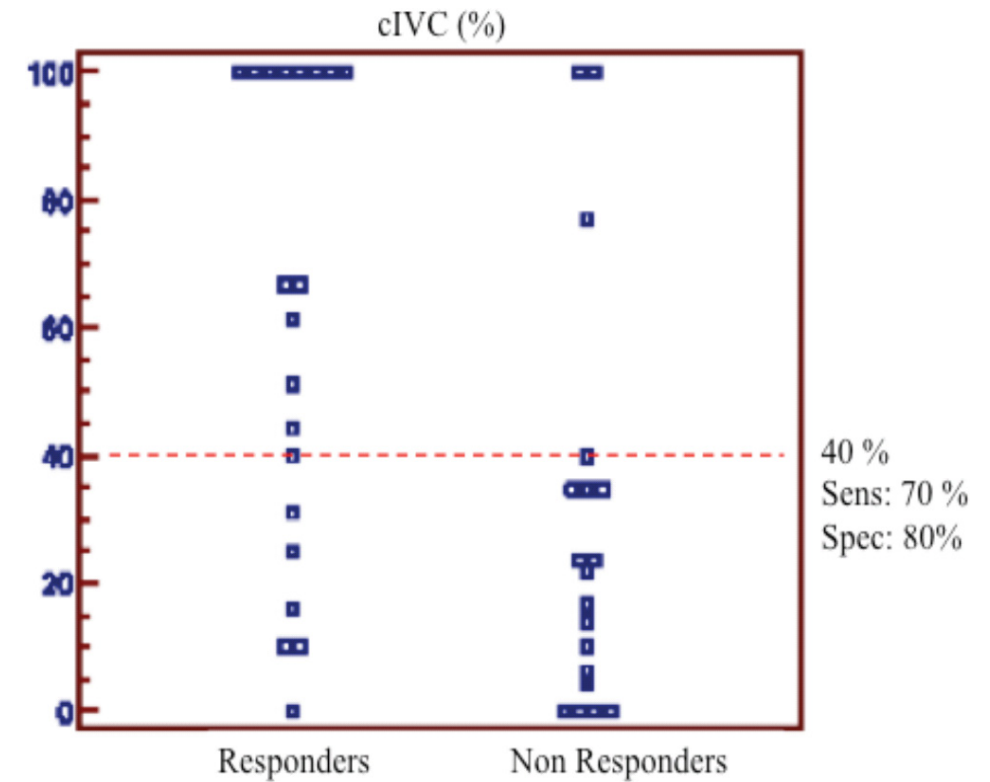 cIVC (%)
100
80
60
40
20
0
40 %
Sens: 70 %
Spec: 80%
Responders
Non Responders